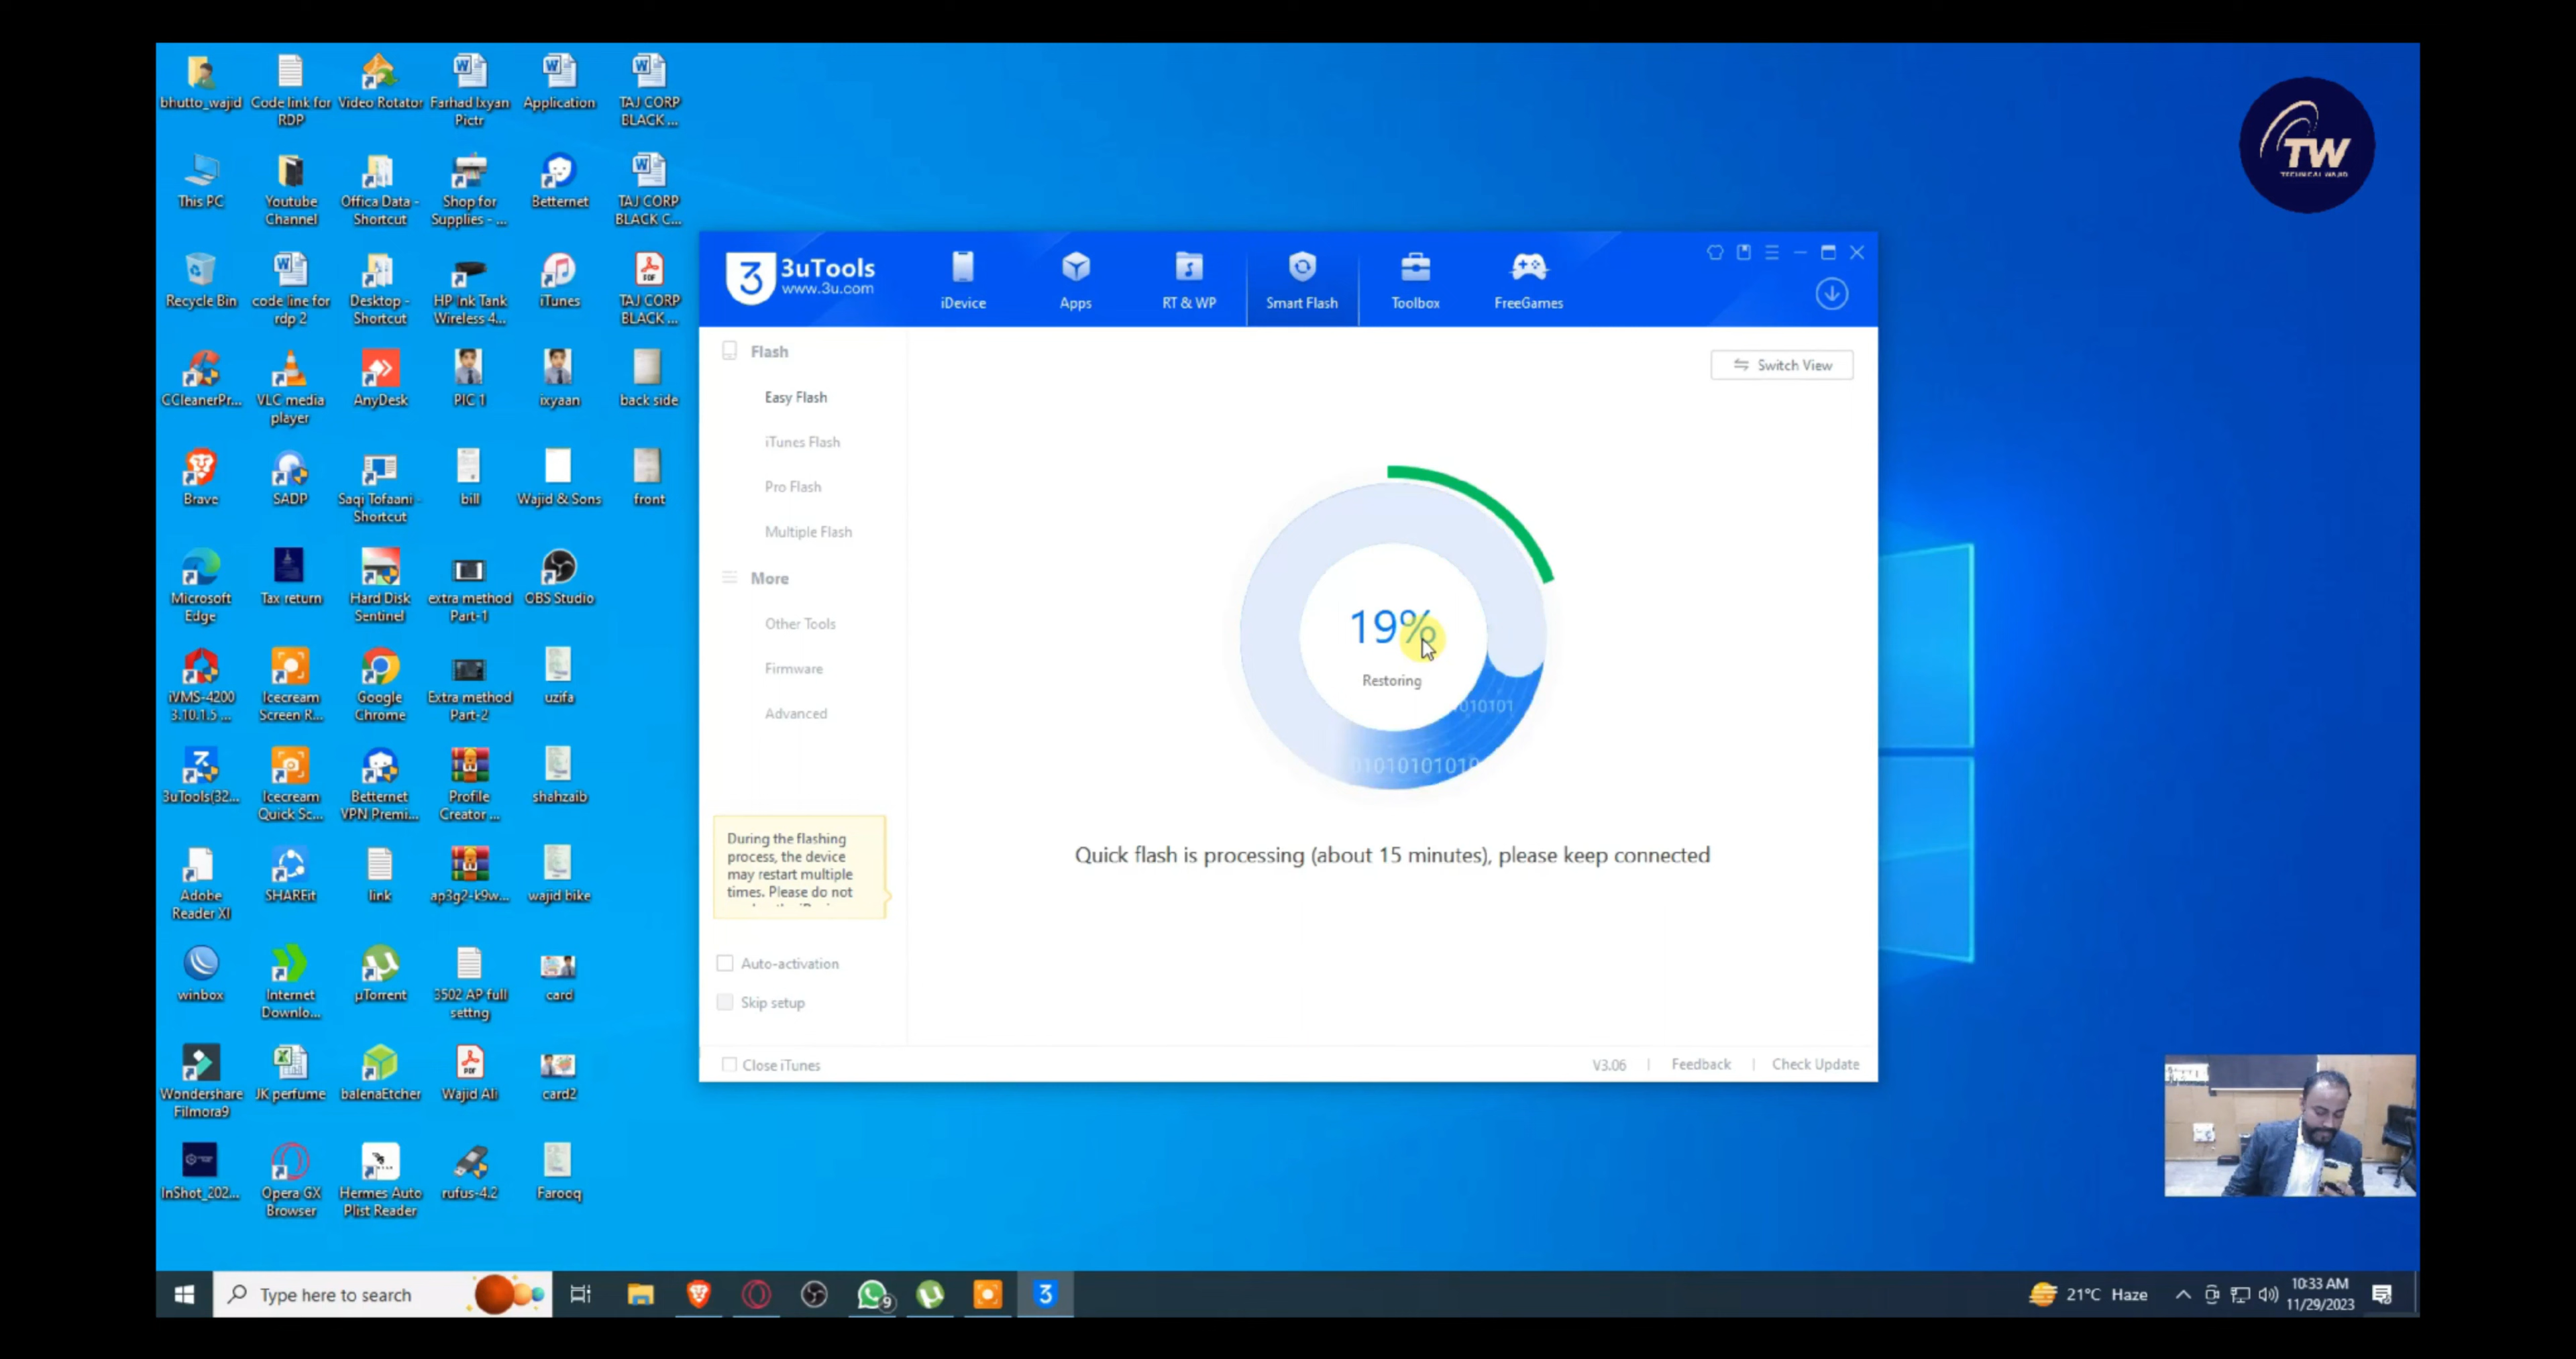 bhutto_wajid
Code link for
RDP
Video Rotator
Farhad Ixyan
Pictr
Application
TAJ CORP
BLACK ...
This PC
Youtube
Channel
Offica Data -
Shortcut
Shop for
Supplies - ...
Betternet
TAJ CORP
BLACK C...
Recycle Bin
code line for
rdp 2
Desktop -
Shortcut
HP Ink Tank
Wireless 4...
iTunes
TAJ CORP
BLACK ...
CCleanerPr...
VLC media
player
AnyDesk
PIC 1
ixyaan
back side
Brave
SADP
Saqi Tofaani -
Shortcut
bill
Wajid & Sons
front
Microsoft
Edge
Tax return
Hard Disk
Sentinel
extra method
Part-1
OBS Studio
iVMS-4200
3.10.1.5 ...
Icecream
Screen R...
Google
Chrome
Extra method
Part-2
uzifa
3uTools(32...
Icecream
Quick Sc...
Betternet
VPN Premi...
Profile
Creator ...
shahzaib
Adobe
Reader XI
SHAREit
link
ap3g2-k9w...
wajid bike
winbox
Internet
Downlo...
µTorrent
3502 AP full
settng
card
Wondershare
Filmora9
JK perfume
balenaEtcher
Wajid Ali
card2
InShot_202...
Opera GX
Browser
Hermes Auto
Plist Reader
rufus-4.2
Farooq
TW
TECHNICAL WAJID
3uTools
www.3u.com
iDevice
Apps
RT & WP
Smart Flash
Toolbox
FreeGames
Flash
Easy Flash
iTunes Flash
Pro Flash
Multiple Flash
More
Other Tools
Firmware
Advanced
Switch View
19%
Restoring
010101
01010101010
Quick flash is processing (about 15 minutes), please keep connected
During the flashing
process, the device
may restart multiple
times. Please do not
Auto-activation
Skip setup
Close iTunes
V3.06
Feedback
Check Update
Type here to search
9
21°C Haze
10:33 AM
11/29/2023